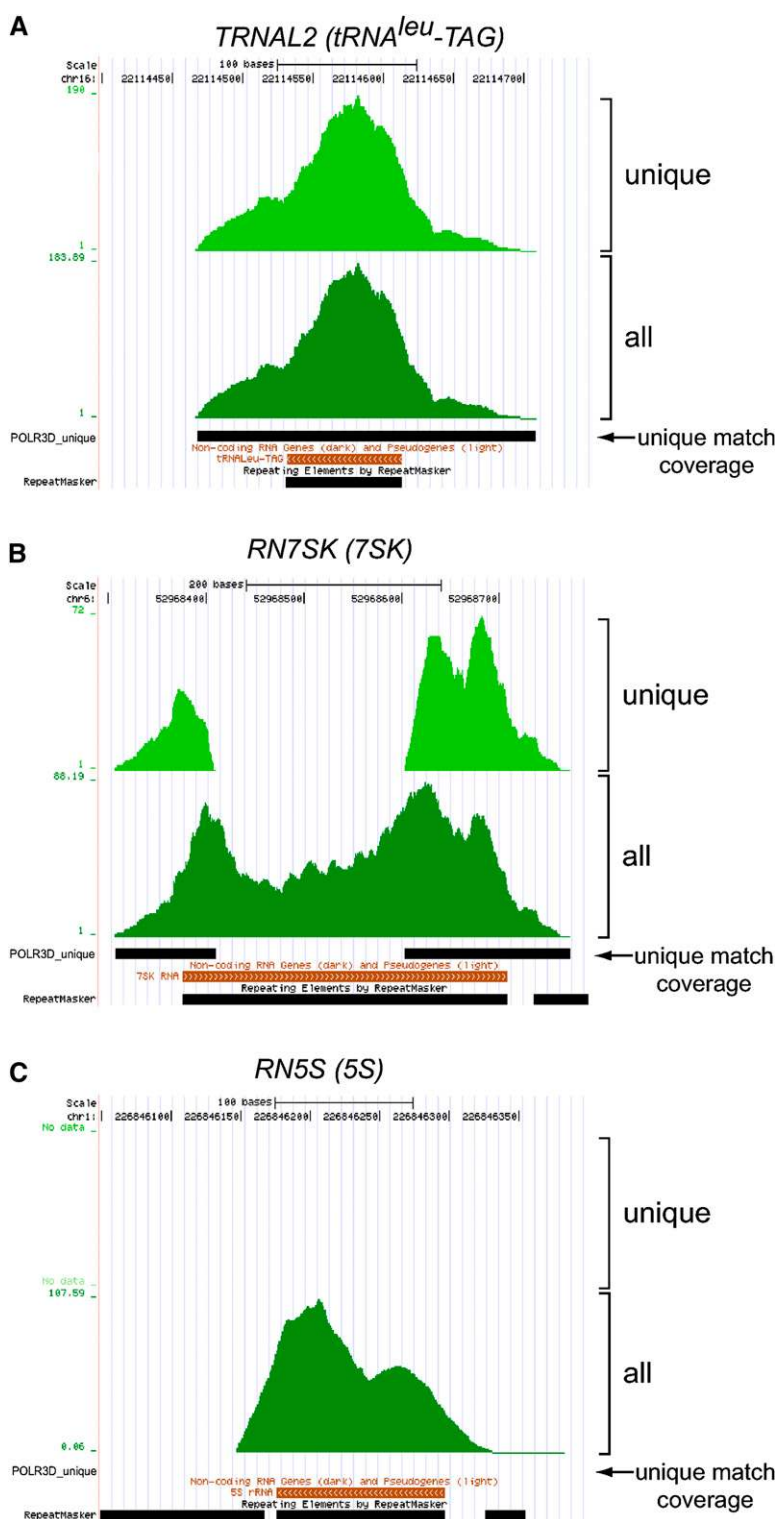 A
TRNAL2 (tRNAleu-TAG)
Scale 100 bases
chr16: 22114450 22114500 22114550 22114600 22114650 22114700
190 _
unique
1 _
183.89 _
all
1 _
POLR3D_unique
unique match coverage
Non-coding RNA Genes (dark) and Pseudogenes (light)
tRNALeu-TAG
Repeating Elements by RepeatMasker
RepeatMasker
B
RN7SK (7SK)
Scale 200 bases
chr6: 52968400 52968500 52968600 52968700
72 _
unique
1 _
88.19 _
all
1 _
POLR3D_unique
unique match coverage
Non-coding RNA Genes (dark) and Pseudogenes (light)
7SK RNA
Repeating Elements by RepeatMasker
RepeatMasker
C
RN5S (5S)
Scale 100 bases
chr1: 226846100 226846150 226846200 226846250 226846300 226846350
No data _
unique
No data _
107.59 _
all
0.06 _
POLR3D_unique
unique match coverage
Non-coding RNA Genes (dark) and Pseudogenes (light)
5S rRNA
Repeating Elements by RepeatMasker
RepeatMasker